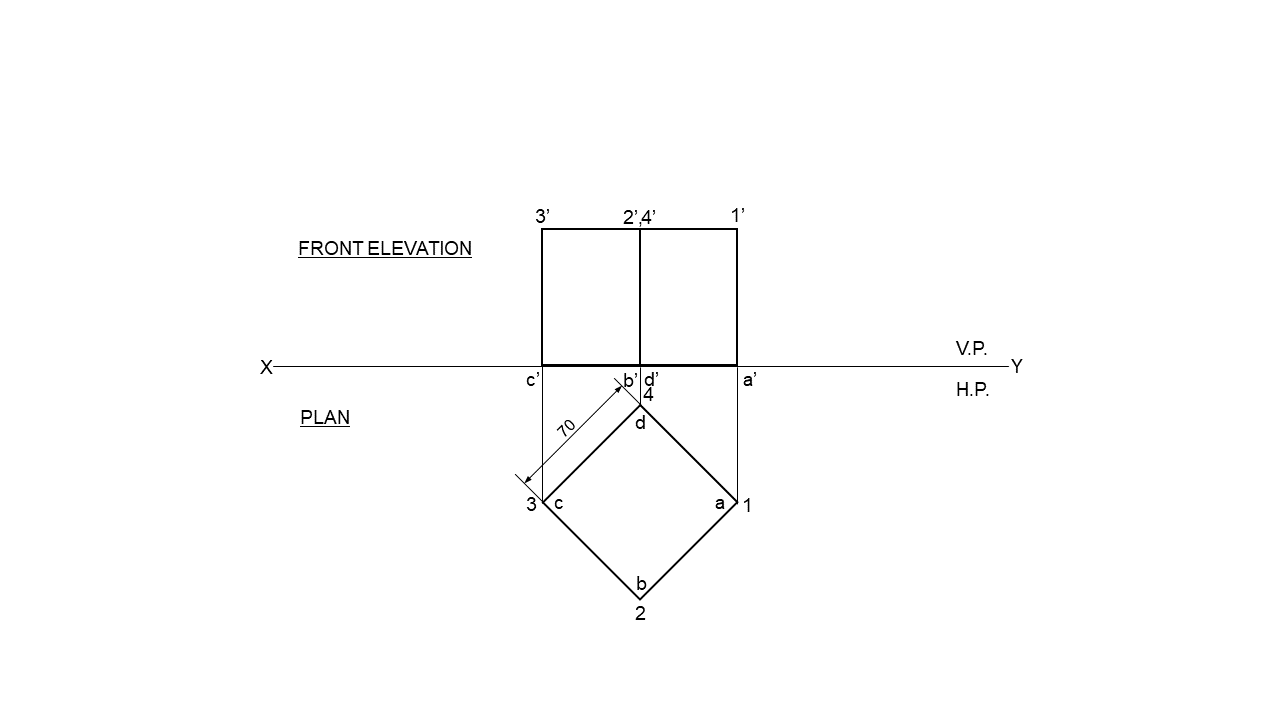 3’ 2’,4’ 1’
FRONT ELEVATION
V.P.
X Y
c’ b’ d’ a’
H.P.
4
PLAN
d
70
3 c a 1
b
2